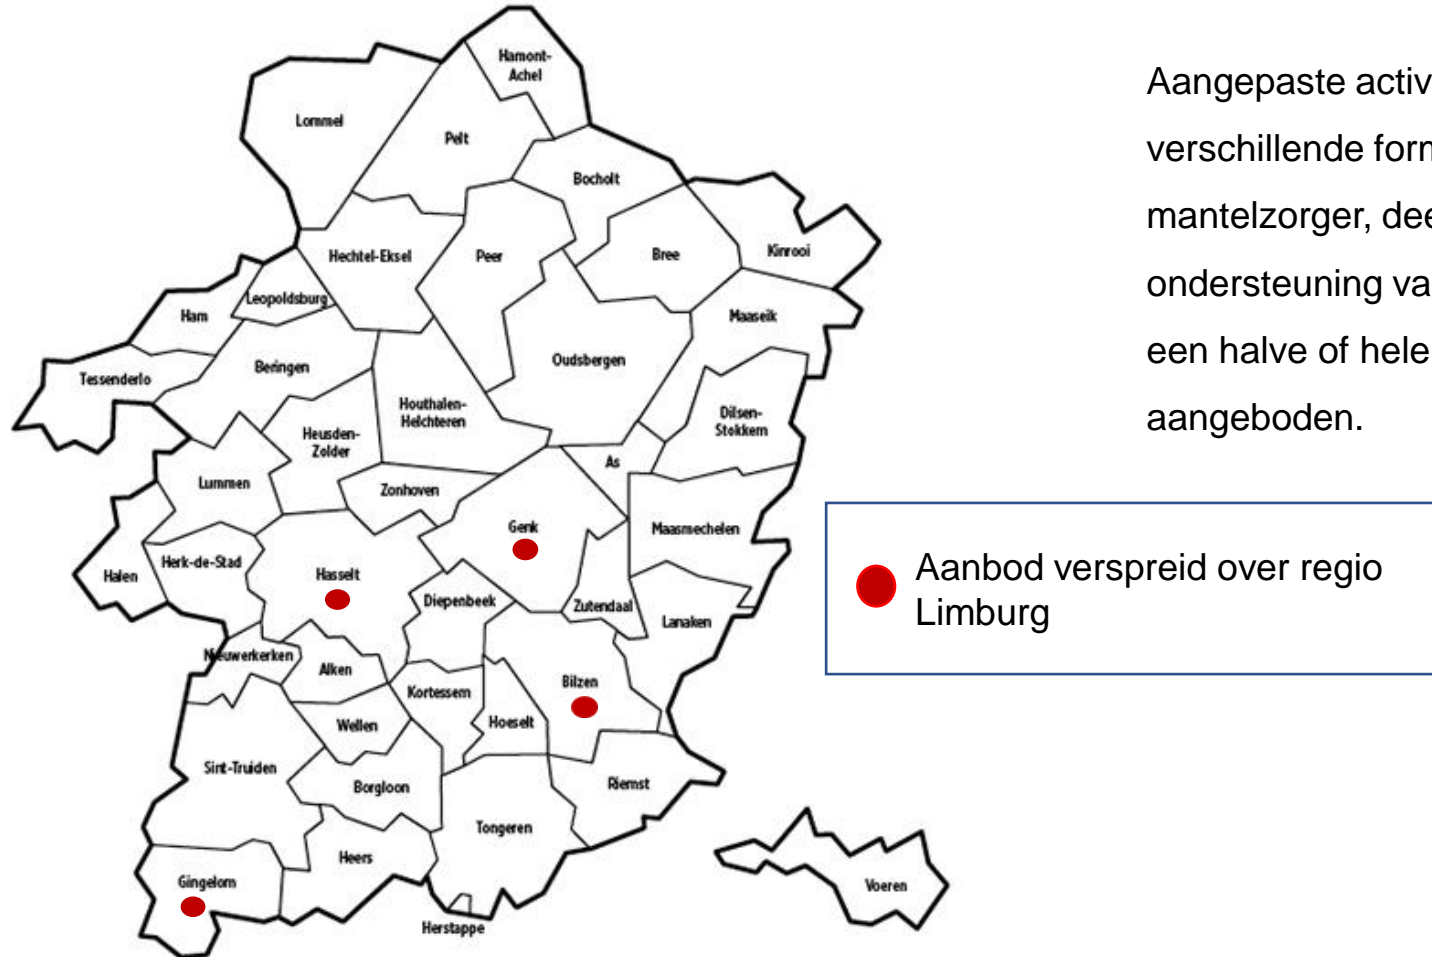 Hamont-
Achel
Lommel
Pelt
Bocholt
Hechtel-Eksel
Peer
Bree
Kinrooi
Leopoldsburg
Ham
Maaseik
Oudsbergen
Beringen
Tessenderlo
Houthalen-
Helchteren
Dilsen-
Stokkem
Heusden-
Zolder
As
Lummen
Zonhoven
Genk
Maasmechelen
Herk-de-Stad
Halen
Hasselt
Diepenbeek
Zutendaal
Lanaken
Nieuwerkerken
Alken
Kortessem
Bilzen
Hoeselt
Wellen
Sint-Truiden
Borgloon
Riemst
Tongeren
Heers
Gingelom
Voeren
Herstappe
Aangepaste activ
verschillende
mantelzorger, dee
ondersteuning va
een halve of hele
aangeboden.
Aanbod verspreid over regio
Limburg